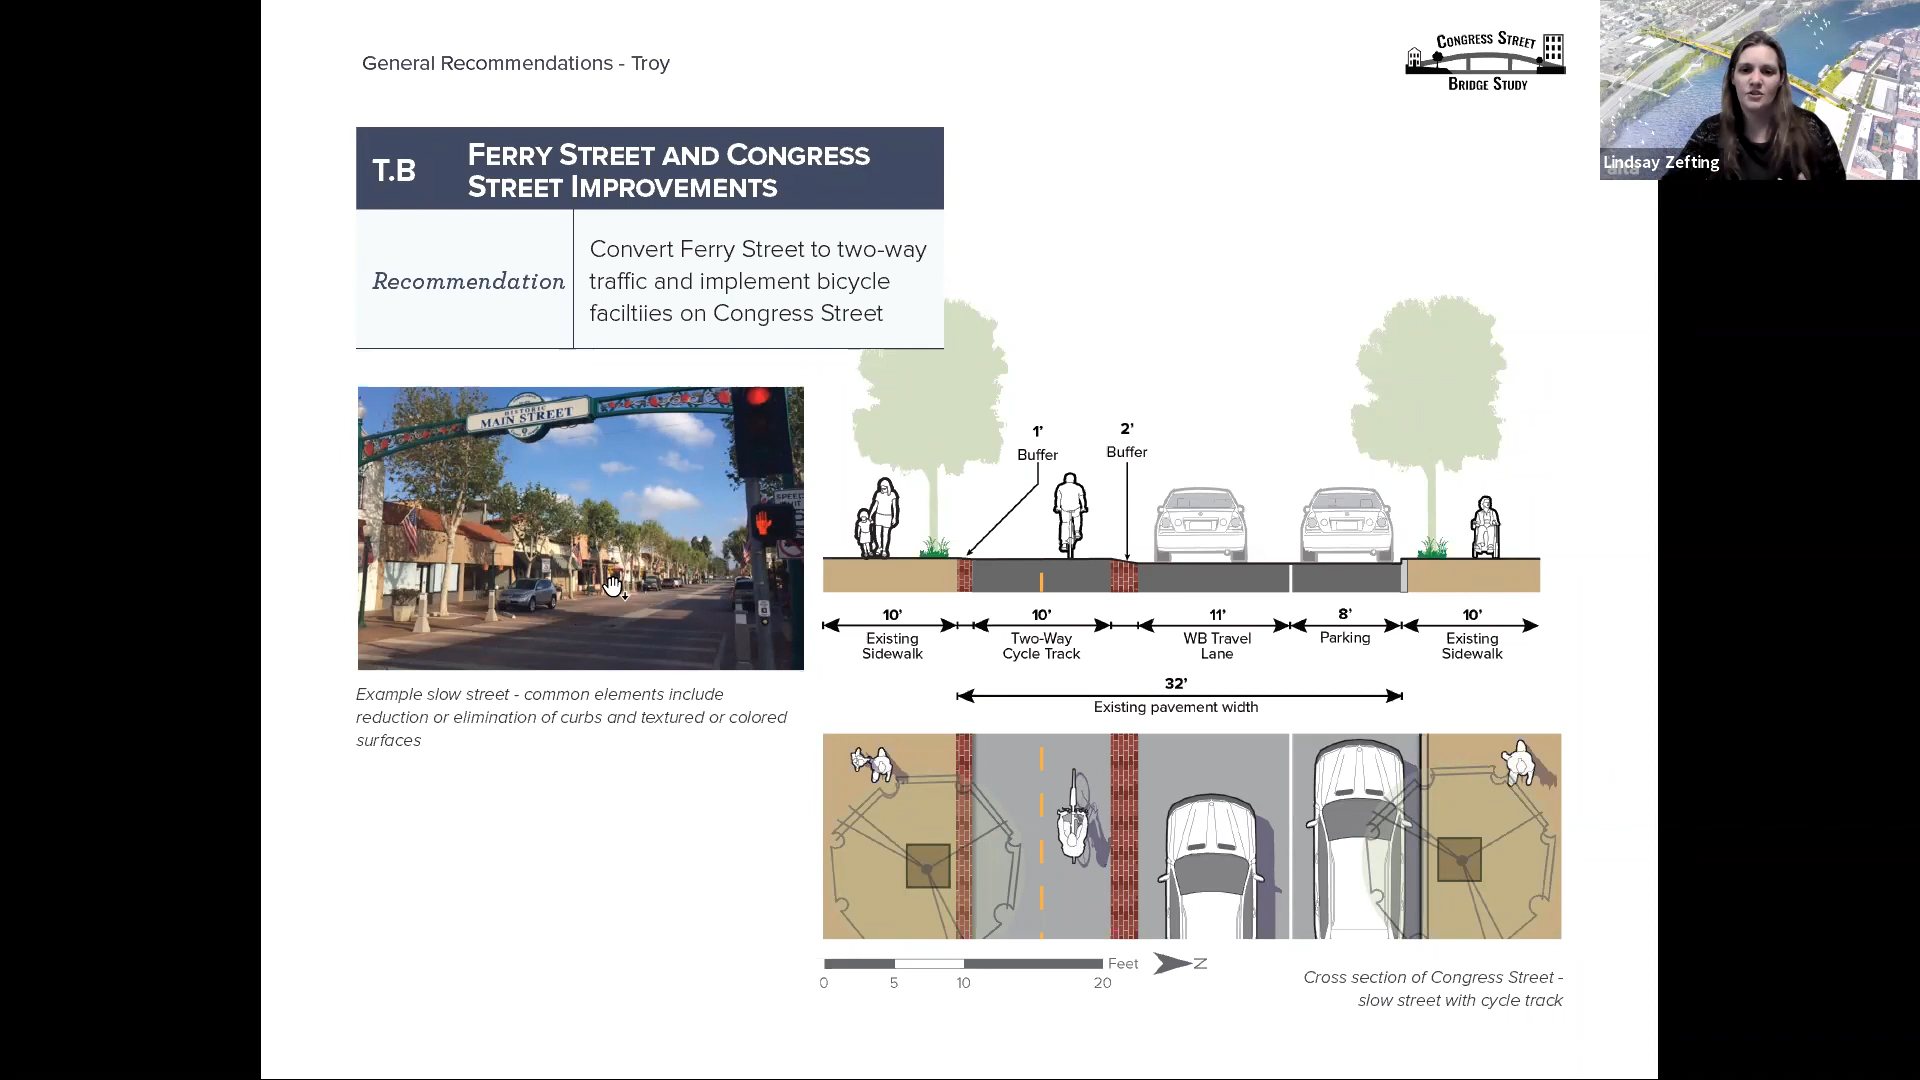 General Recommendations - Troy
CONGRESS STREET
BRIDGE STUDY
Lindsay Zefting
alta
T.B
FERRY STREET AND CONGRESS
STREET IMPROVEMENTS
Recommendation
Convert Ferry Street to two-way
traffic and implement bicycle
faciltiies on Congress Street
HISTORIC
MAIN STREET
SPEED
Example slow street - common elements include
reduction or elimination of curbs and textured or colored
surfaces
1’
Buffer
2’
Buffer
10’
Existing
Sidewalk
10’
Two-Way
Cycle Track
11’
WB Travel
Lane
8’
Parking
10’
Existing
Sidewalk
32’
Existing pavement width
Feet
N
0 5 10 20
Cross section of Congress Street -
slow street with cycle track